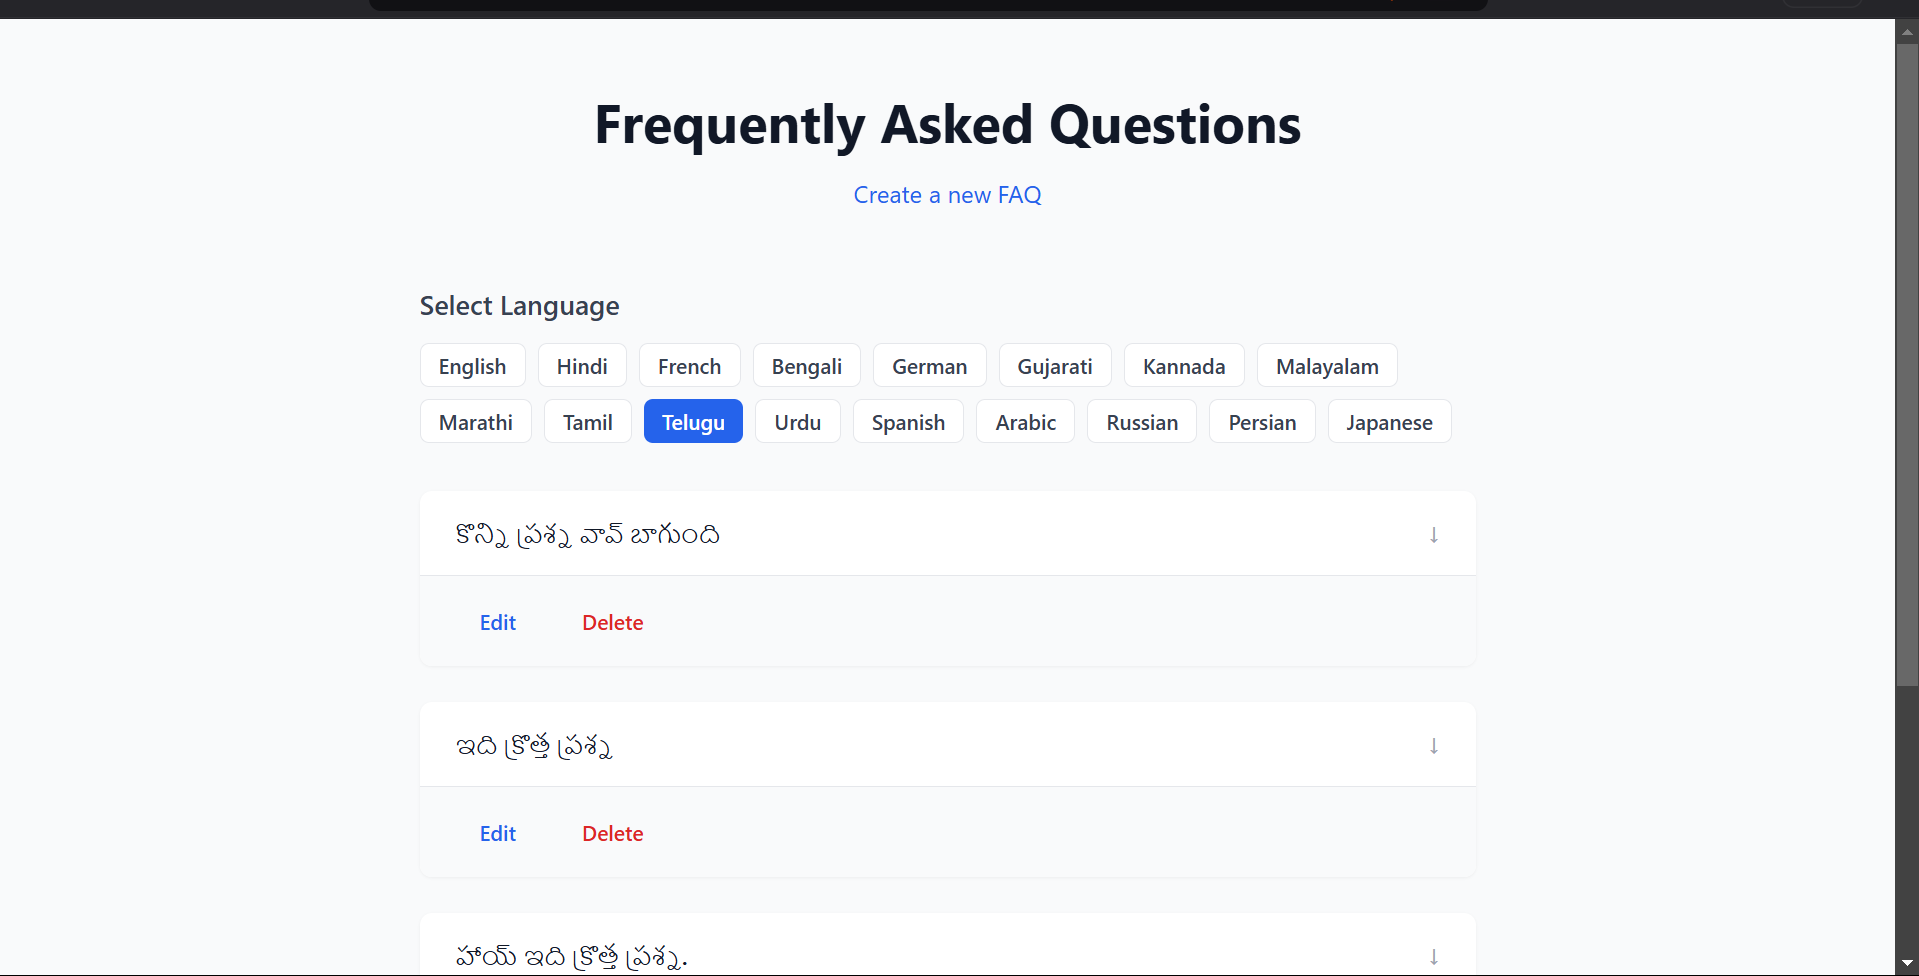 Frequently Asked Questions
Create a new FAQ
Select Language
English Hindi French Bengali German Gujarati Kannada Malayalam
Marathi Tamil Telugu Urdu Spanish Arabic Russian Persian Japanese
కొన్ని ప్రశ్న వావ్ బాగుంది ↓
Edit Delete
ఇది క్రొత్త ప్రశ్న ↓
Edit Delete
హాయ్ ఇది క్రొత్త ప్రశ్న. ↓